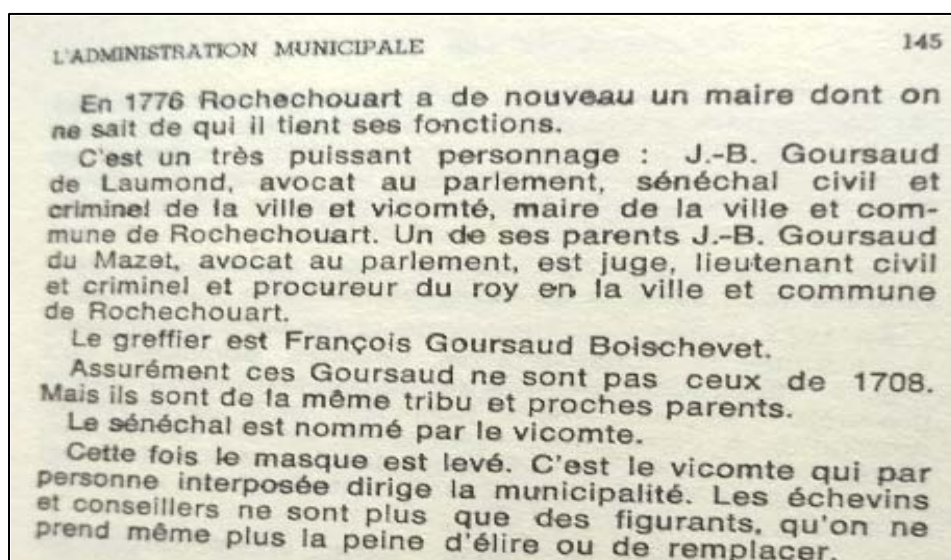 L'ADMINISTRATION MUNICIPALE 145
En 1776 Rochechouart a de nouveau un maire dont on
ne sait de qui il tient ses fonctions.
C'est un très puissant personnage : J.-B. Goursaud
de Laumond, avocat au parlement, sénéchal civil et
criminel de la ville et vicomté, maire de la ville et com-
mune de Rochechouart. Un de ses parents J.-B. Goursaud
du Mazet, avocat au parlement, est juge, lieutenant civil
et criminel et procureur du roy en la ville et commune
de Rochechouart.
Le greffier est François Goursaud Boischevet.
Assurément ces Goursaud ne sont pas ceux de 1708.
Mais ils sont de la même tribu et proches parents.
Le sénéchal est nommé par le vicomte.
Cette fois le masque est levé. C'est le vicomte qui par
personne interposée dirige la municipalité. Les échevins
et conseillers ne sont plus que des figurants, qu'on ne
prend même plus la peine d'élire ou de remplacer.